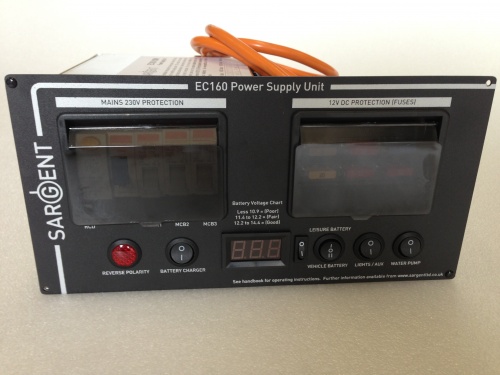 EC160 Power Supply Unit
SARGENT
MAINS 230V PROTECTION
12V DC PROTECTION (FUSES)
MCB2 MCB3
Battery Voltage Chart
Less 10.9 = (Poor)
11.4 to 12.2 = (Fair)
12.2 to 14.4 = (Good)
REVERSE POLARITY
BATTERY CHARGER
LEISURE BATTERY
VEHICLE BATTERY
LIGHTS / AUX
WATER PUMP
See handbook for operating instructions. Further information available from www.sargentltd.co.uk